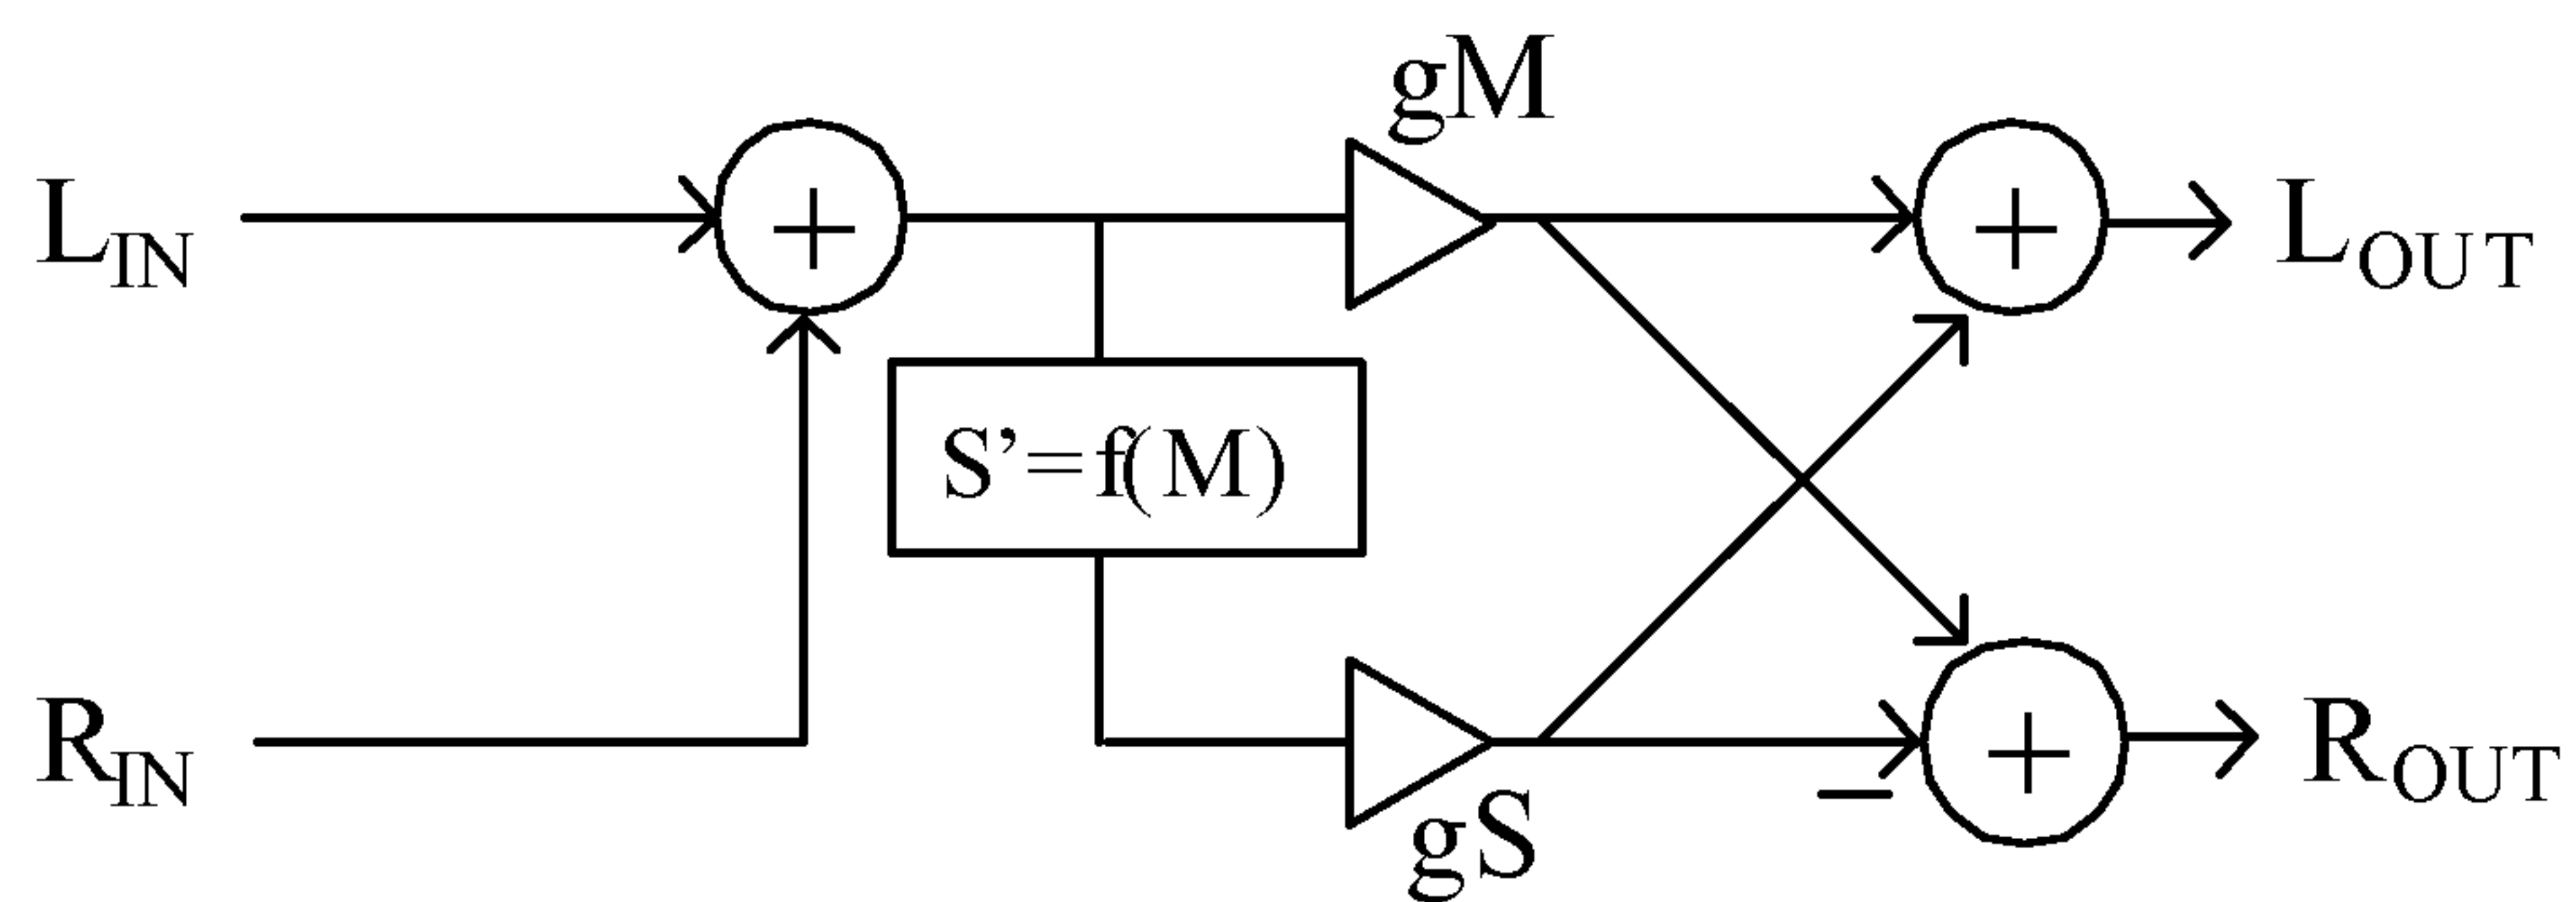 gM
L_IN + + L_OUT
S’=f(M)
R_IN − + R_OUT
gS